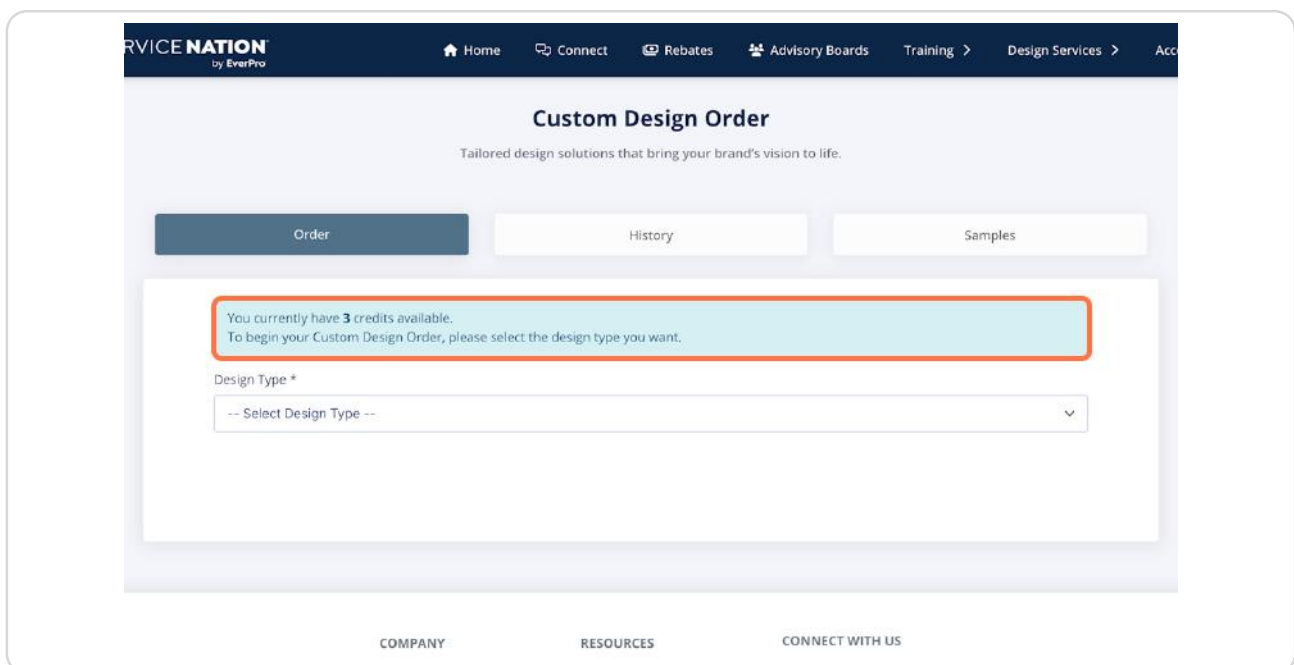 RVICE NATION
by EverPro
Home Connect Rebates Advisory Boards Training > Design Services > Acc
Custom Design Order
Tailored design solutions that bring your brand's vision to life.
Order History Samples
You currently have 3 credits available.
To begin your Custom Design Order, please select the design type you want.
Design Type *
-- Select Design Type --
COMPANY RESOURCES CONNECT WITH US